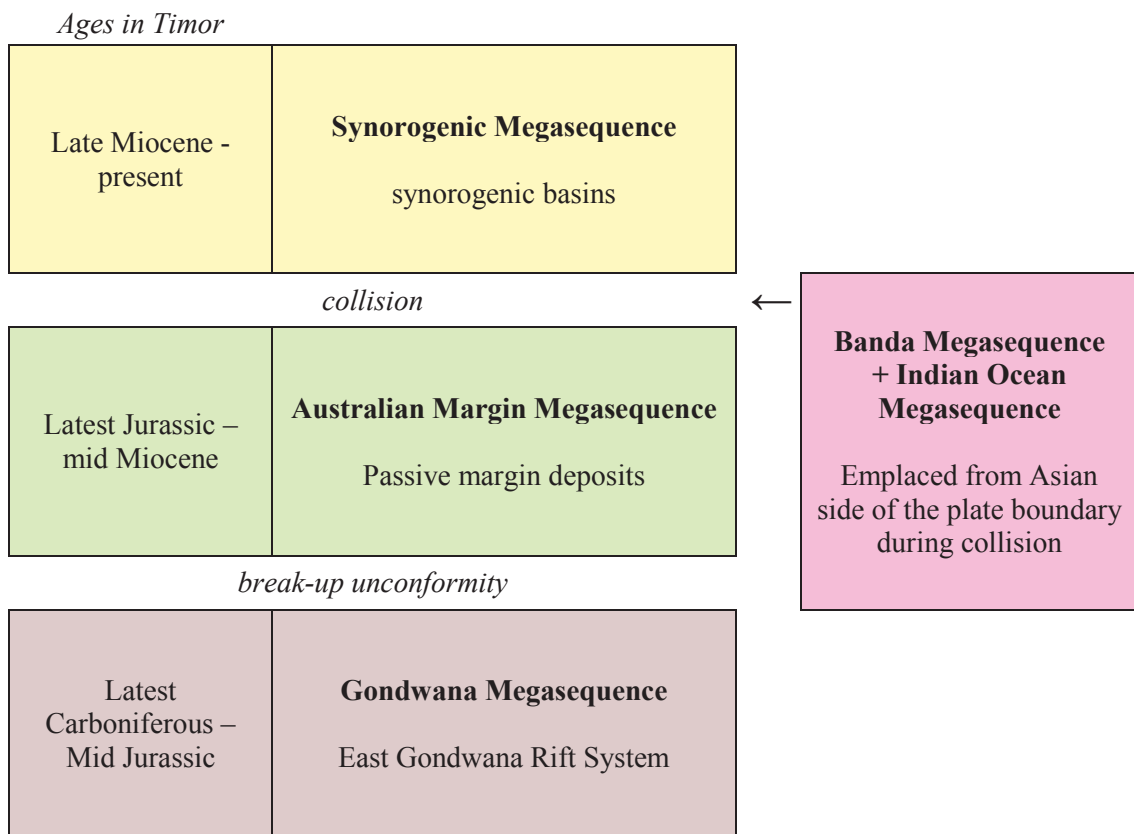 Ages in Timor
Late Miocene -
present
Synorogenic Megasequence
synorogenic basins
collision
←
Banda Megasequence
+ Indian Ocean
Megasequence
Emplaced from Asian
side of the plate boundary
during collision
Latest Jurassic –
mid Miocene
Australian Margin Megasequence
Passive margin deposits
break-up unconformity
Latest
Carboniferous –
Mid Jurassic
Gondwana Megasequence
East Gondwana Rift System